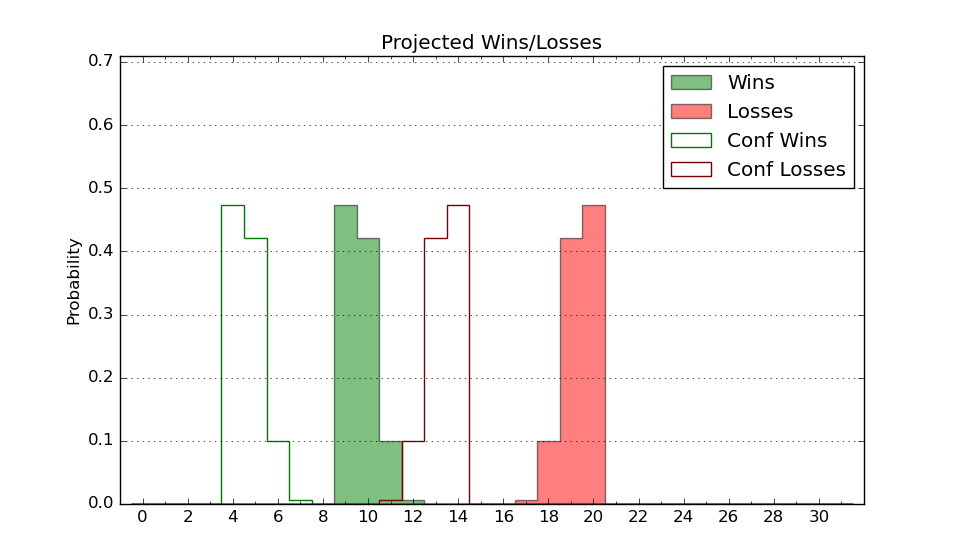 Projected Wins/Losses
0.7
0.6
0.5
0.4
0.3
0.2
0.1
0.0
Probability
Wins
Losses
Conf Wins
Conf Losses
0 2 4 6 8 10 12 14 16 18 20 22 24 26 28 30